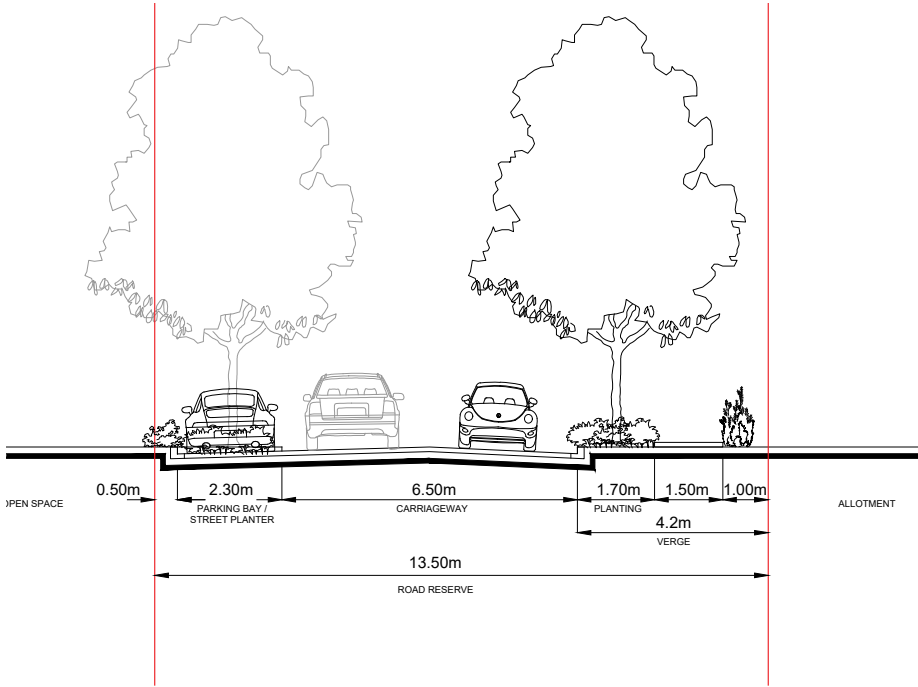 0.50m
2.30m
6.50m
1.70m
1.50m
1.00m
OPEN SPACE
PARKING BAY /
STREET PLANTER
CARRIAGEWAY
PLANTING
ALLOTMENT
4.2m
VERGE
13.50m
ROAD RESERVE